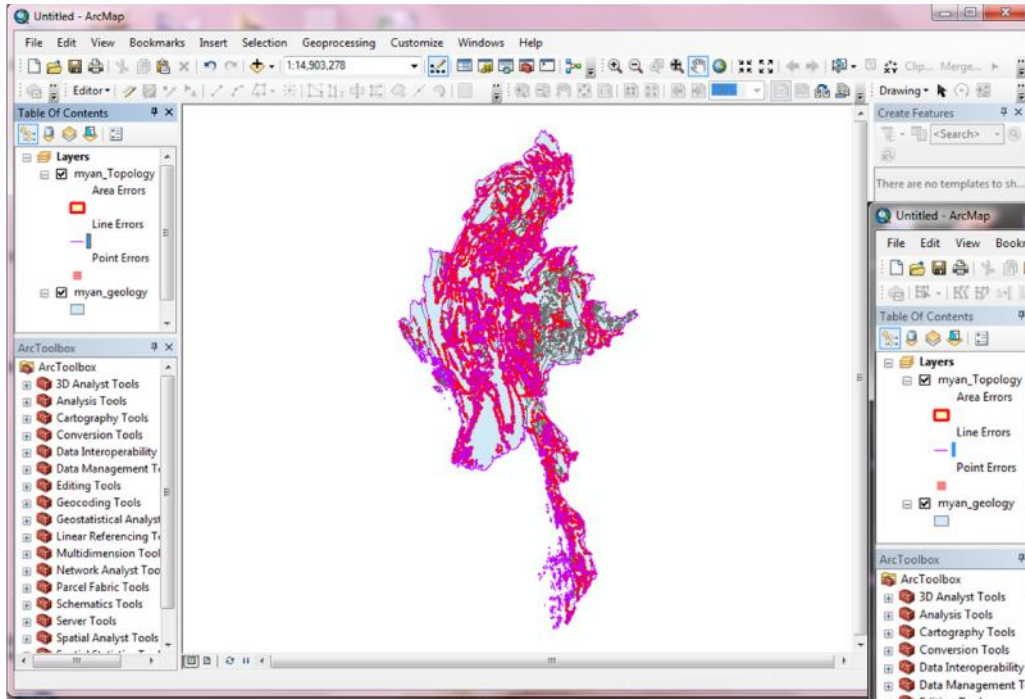 Untitled - ArcMap
File Edit View Bookmarks Insert Selection Geoprocessing Customize Windows Help
1:14,903,278
Clip... Merge...
Editor
Drawing
Table Of Contents
Layers
myan_Topology
Area Errors
Line Errors
Point Errors
myan_geology
ArcToolbox
ArcToolbox
3D Analyst Tools
Analysis Tools
Cartography Tools
Conversion Tools
Data Interoperability
Data Management T
Editing Tools
Geocoding Tools
Geostatistical Analyst
Linear Referencing T
Multidimension Tool
Network Analyst Too
Parcel Fabric Tools
Schematics Tools
Server Tools
Spatial Analyst Tools
Create Features
<Search>
There are no templates to sh...
Untitled - ArcMap
File Edit View Bookn
Table Of Contents
Layers
myan_Topology
Area Errors
Line Errors
Point Errors
myan_geology
ArcToolbox
ArcToolbox
3D Analyst Tools
Analysis Tools
Cartography Tools
Conversion Tools
Data Interoperability
Data Management T